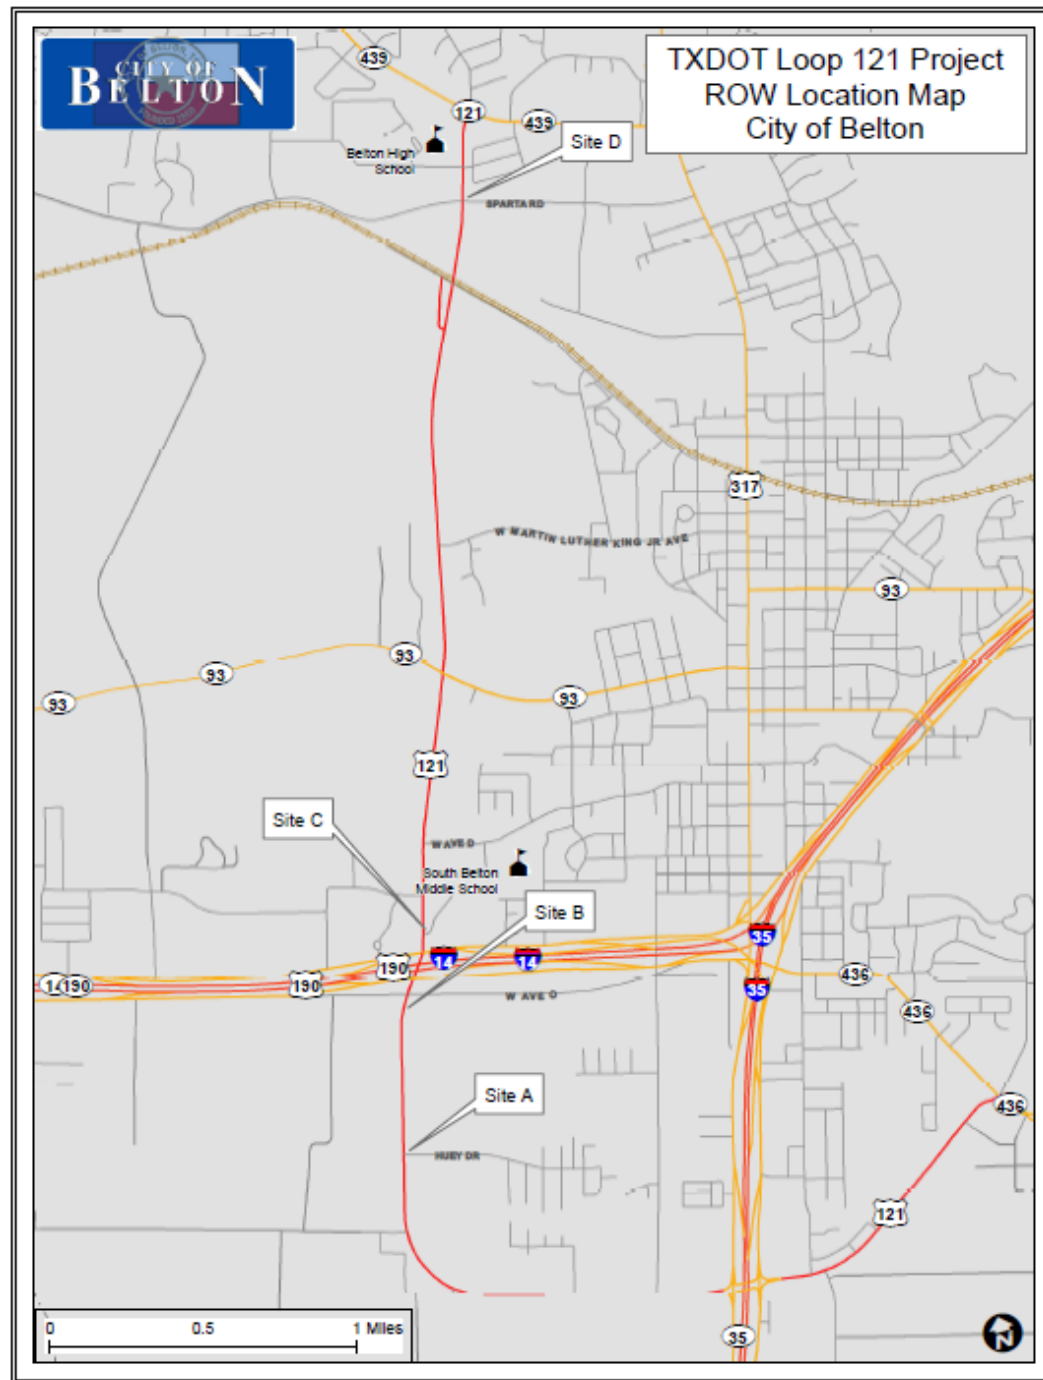 CITY OF
BELTON
TXDOT Loop 121 Project
ROW Location Map
City of Belton
439
121
439
Site D
Belton High
School
SPARTA RD
317
W MARTIN LUTHER KING JR AVE
93
93
93
93
93
121
Site C
W AVE D
South Belton
Middle School
Site B
35
14
14
190
190
190
14
35
436
436
W AVE O
Site A
436
HUEY DR
121
35
0 0.5 1 Miles
N